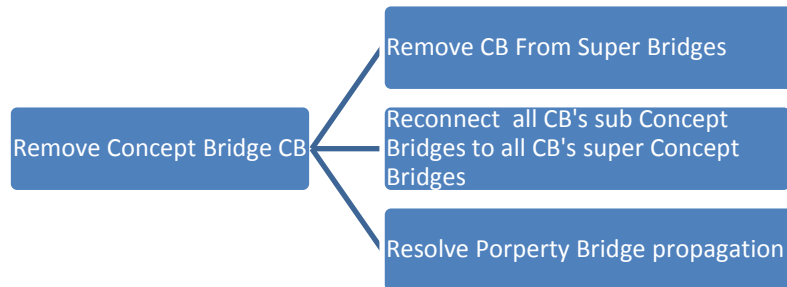 Remove CB From Super Bridges
Remove Concept Bridge CB
Reconnect  all CB's sub Concept
Bridges to all CB's super Concept
Bridges
Resolve Porperty Bridge propagation